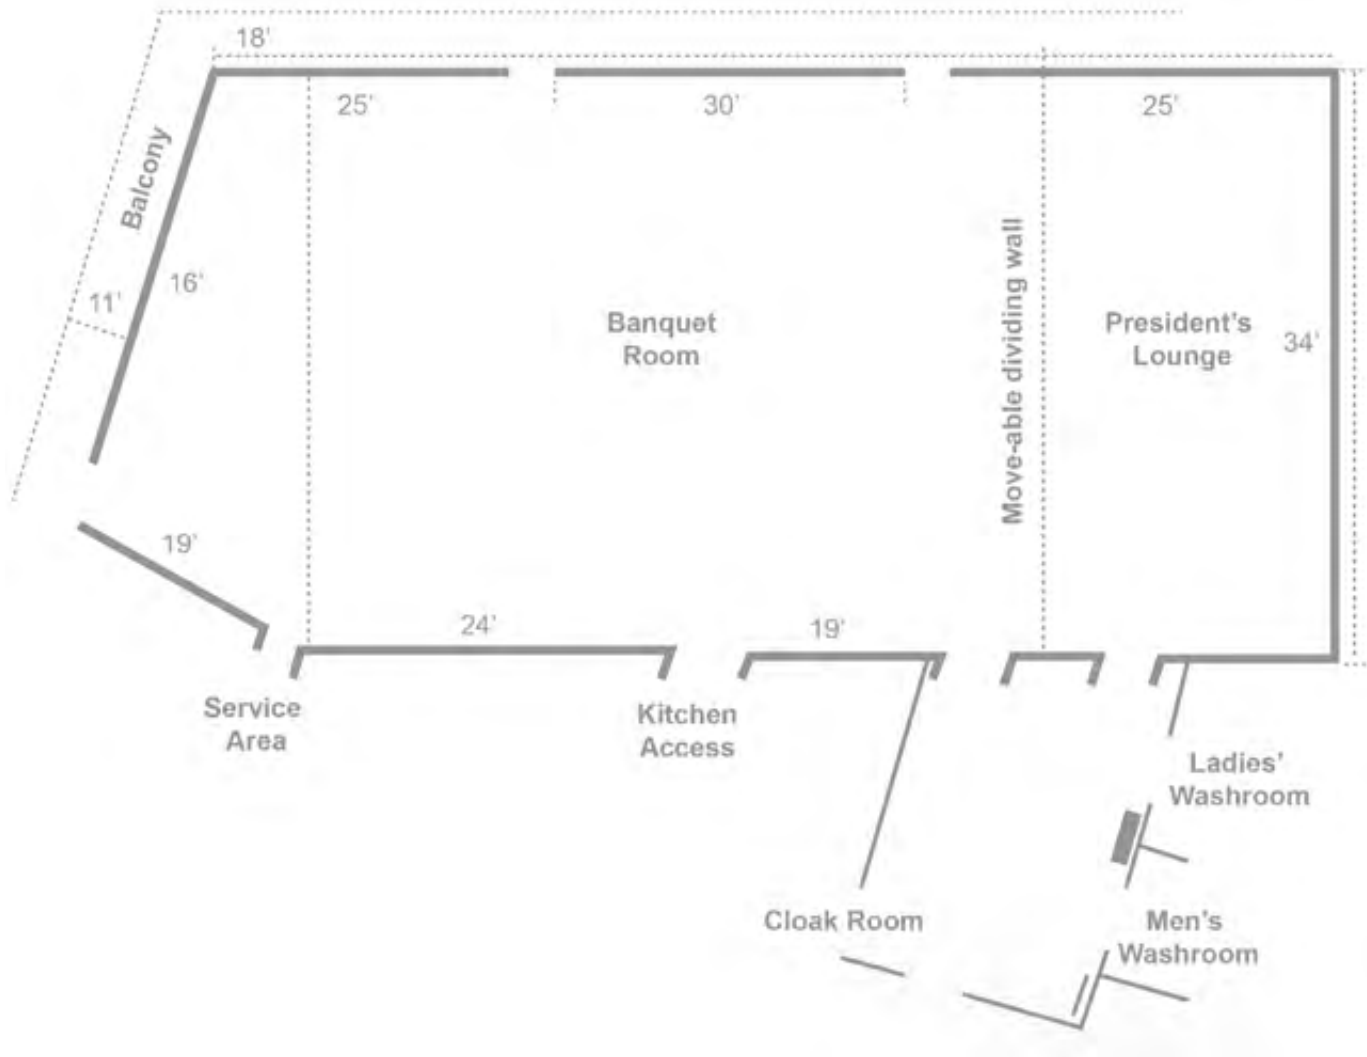 18'
25'
30'
25'
Balcony
16'
11'
Banquet
Room
Move-able dividing wall
President's
Lounge
34'
19'
24'
19'
Service
Area
Kitchen
Access
Ladies'
Washroom
Cloak Room
Men's
Washroom